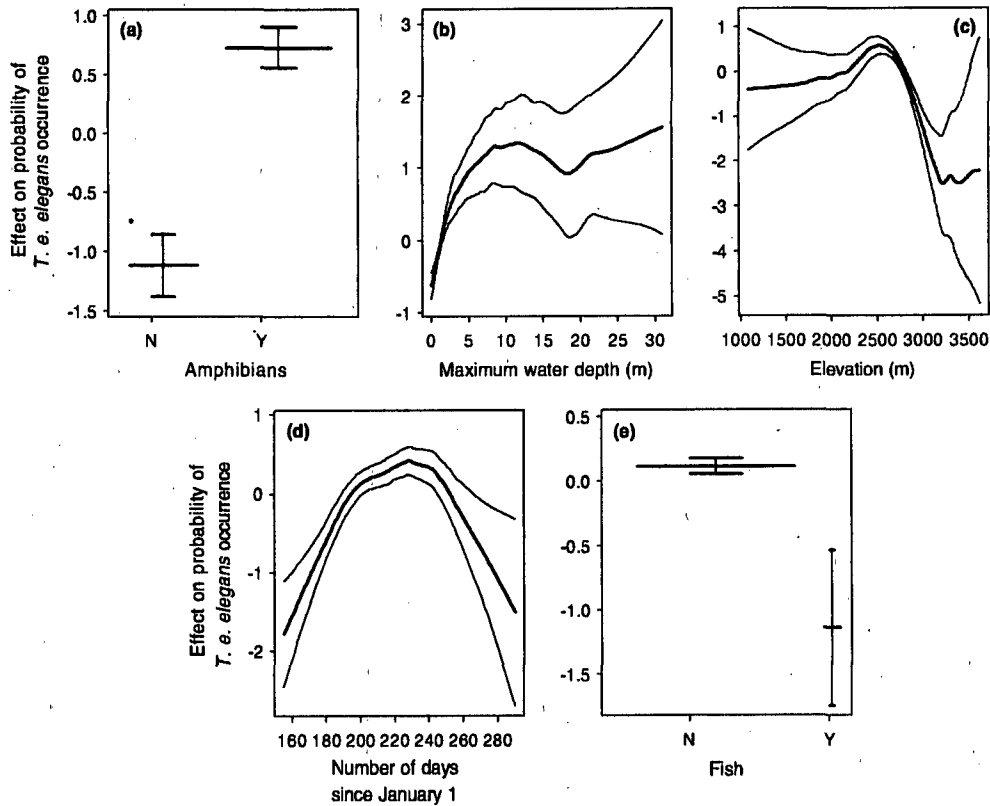 Effect on probability of
T. e. elegans occurrence
(a)
1.0
0.5
0.0
-0.5
-1.0
-1.5
N Y
Amphibians
(b)
3
2
1
0
-1
0 5 10 15 20 25 30
Maximum water depth (m)
(c)
1
0
-1
-2
-3
-4
-5
1000 1500 2000 2500 3000 3500
Elevation (m)
Effect on probability of
T. e. elegans occurrence
(d)
1
0
-1
-2
160 180 200 220 240 260 280
Number of days
since January 1
(e)
0.5
0.0
-0.5
-1.0
-1.5
N Y
Fish